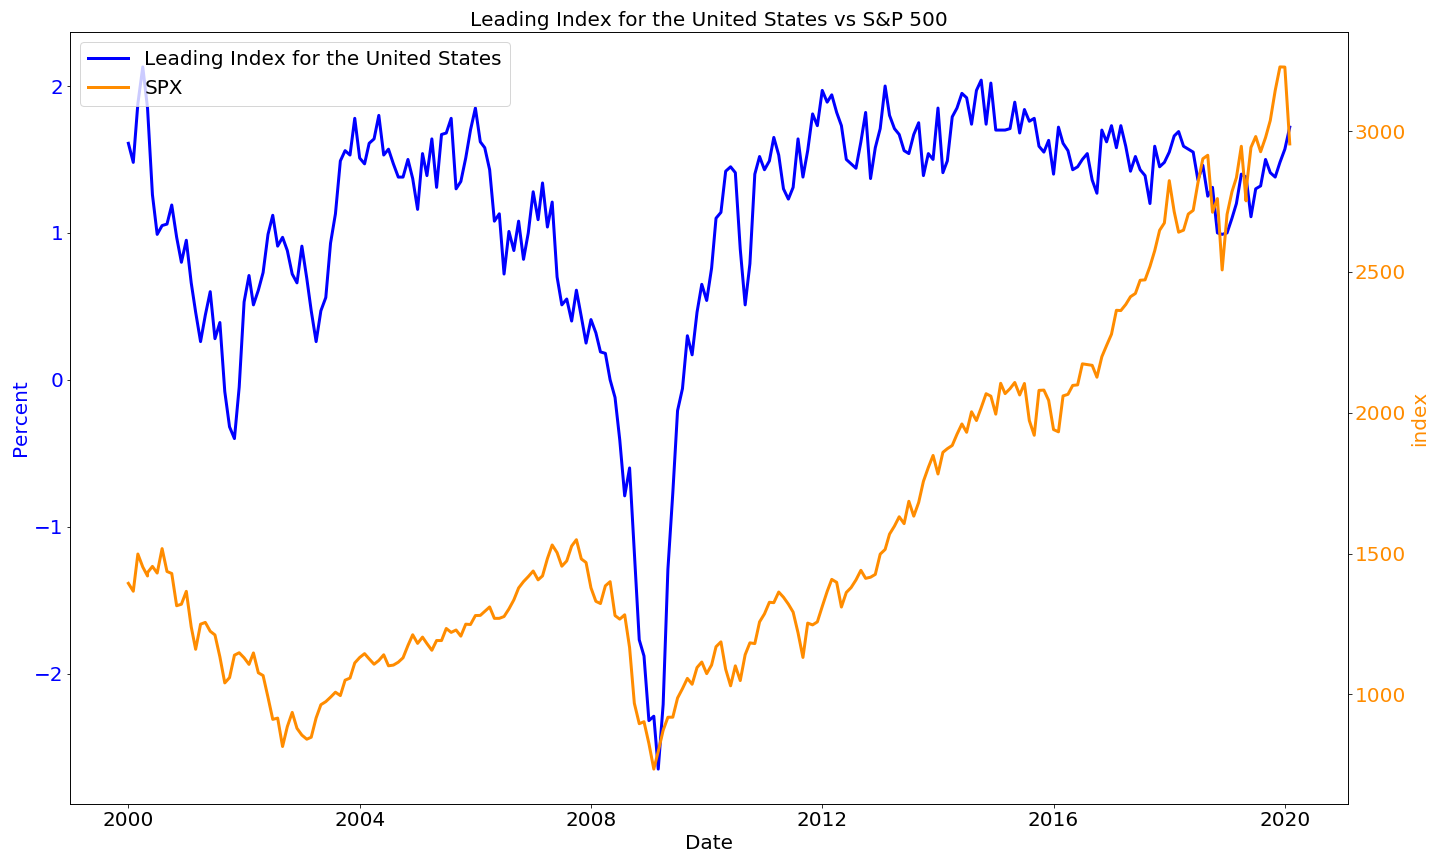 Leading Index for the United States vs S&P 500
Leading Index for the United States
SPX
2
1
0
−1
−2
Percent
3000
2500
2000
1500
1000
index
2000 2004 2008 2012 2016 2020
Date